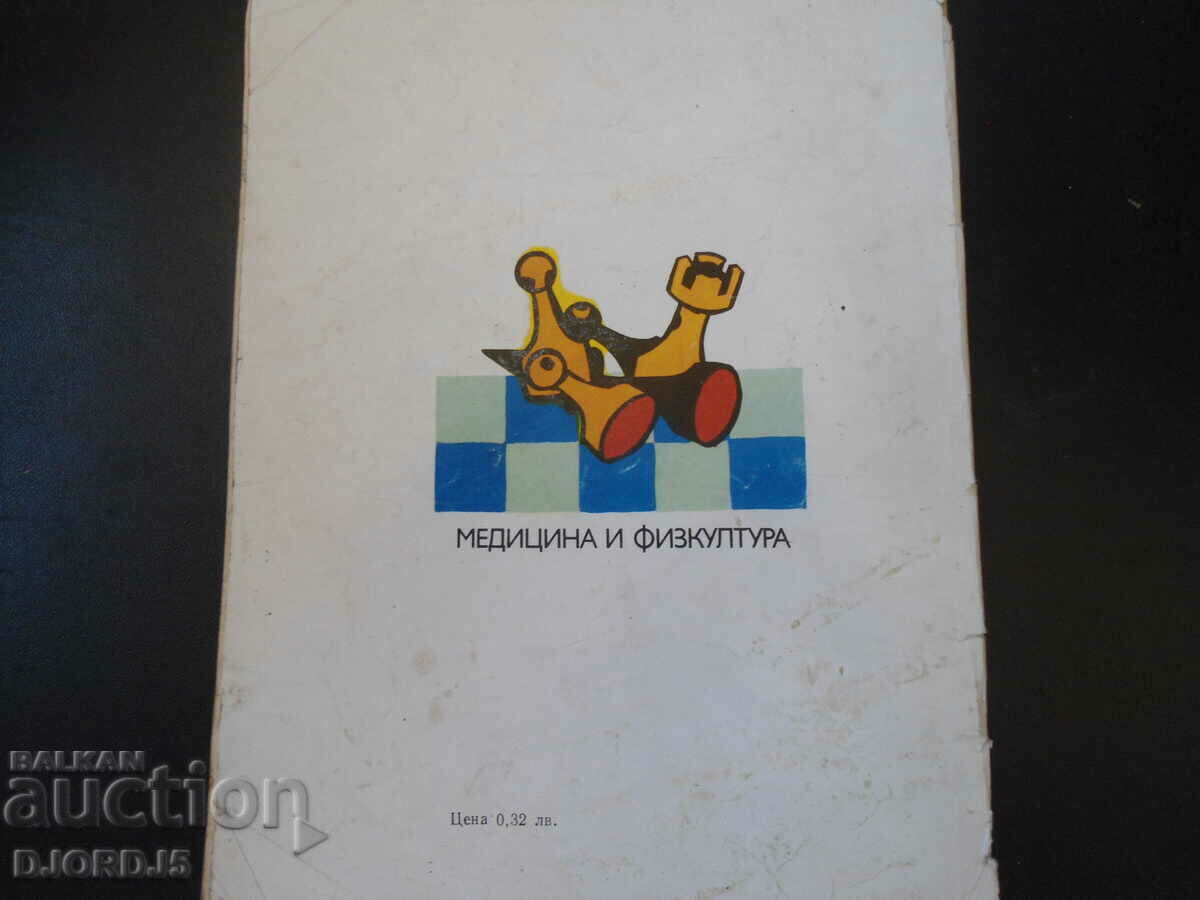 МЕДИЦИНА И ФИЗКУЛТУРА
Цена 0,32 лв.
BALKAN
auction
DJORDJ5